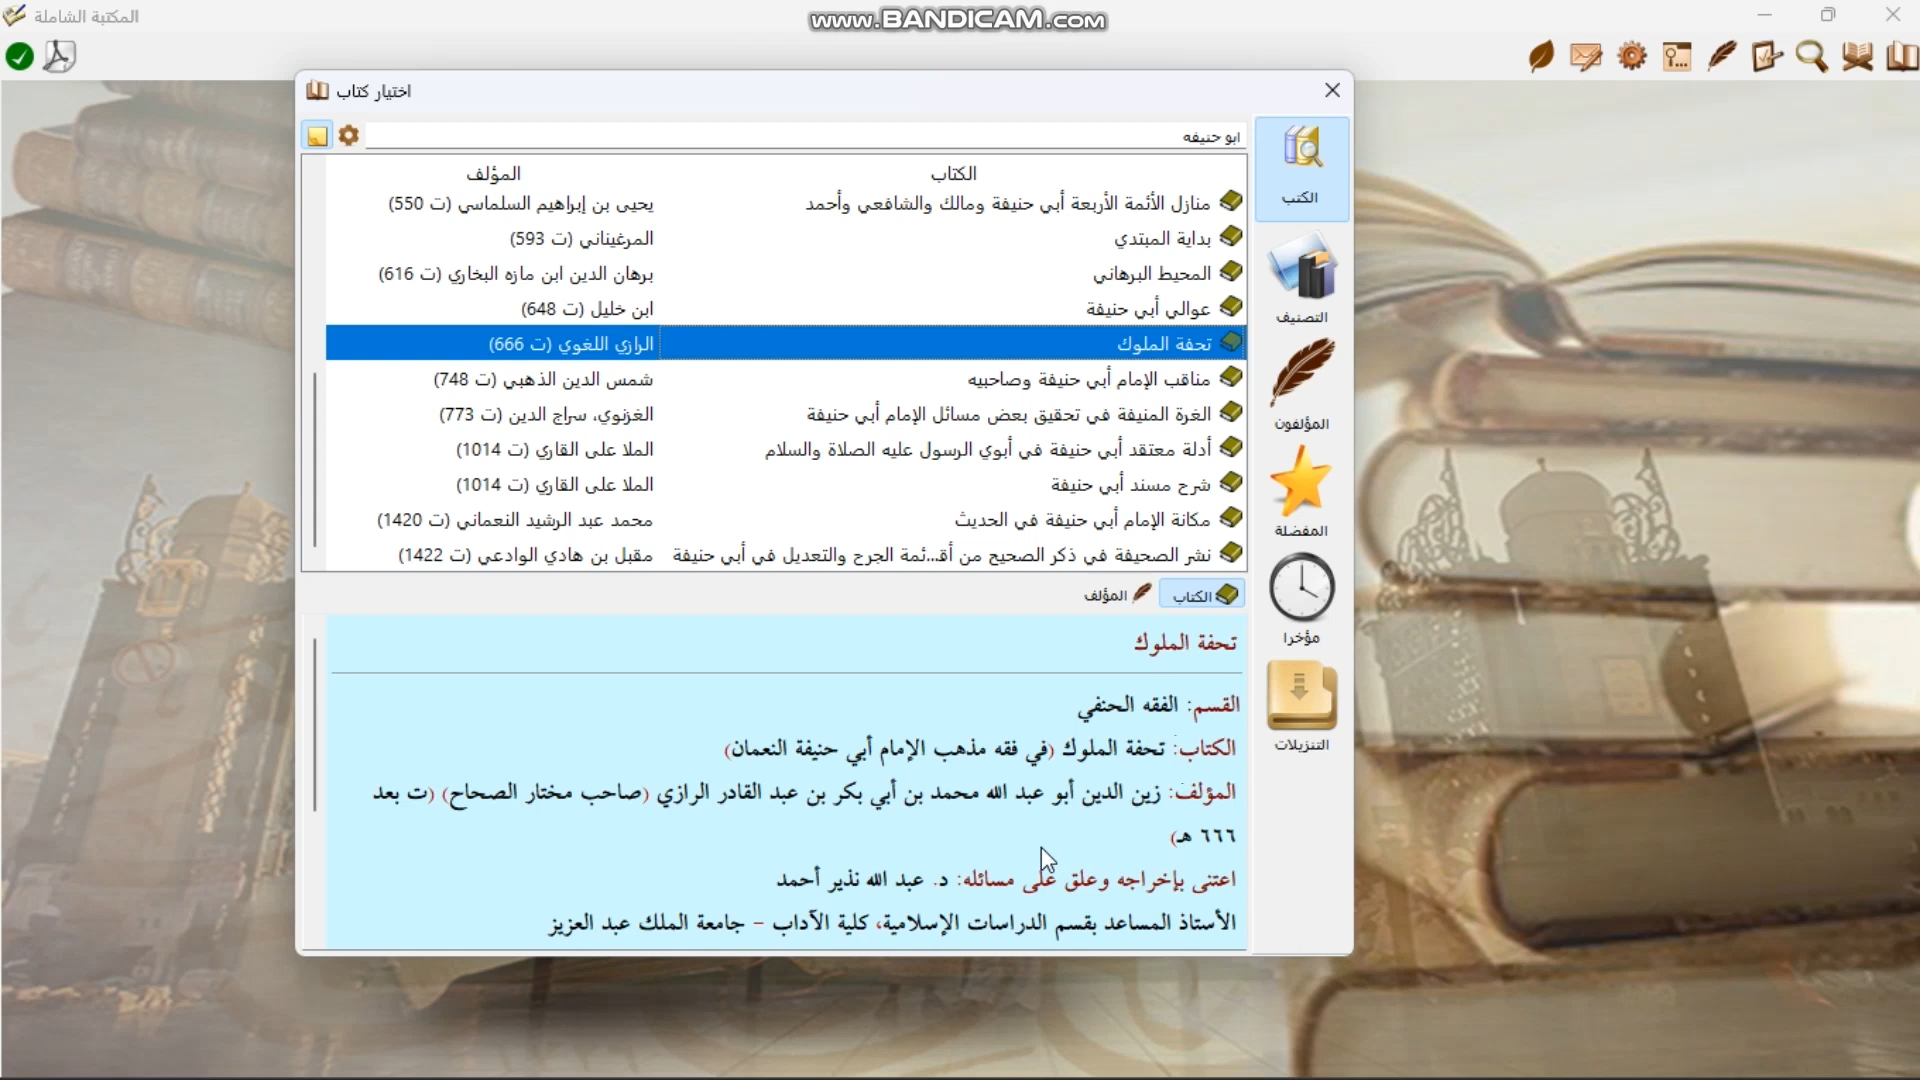 المكتبة الشاملة
www.BANDICAM.com
اختيار كتاب
ابو حنيفه
الكتاب المؤلف
منازل الأئمة الأربعة أبي حنيفة ومالك والشافعي وأحمد يحيى بن إبراهيم السلماسي (ت 550)
بداية المبتدي المرغيناني (ت 593)
المحيط البرهاني برهان الدين ابن مازه البخاري (ت 616)
عوالي أبي حنيفة ابن خليل (ت 648)
تحفة الملوك الرازي اللغوي (ت 666)
مناقب الإمام أبي حنيفة وصاحبيه شمس الدين الذهبي (ت 748)
الغرة المنيفة في تحقيق بعض مسائل الإمام أبي حنيفة الغزنوي، سراج الدين (ت 773)
أدلة معتقد أبي حنيفة في أبوي الرسول عليه الصلاة والسلام الملا على القاري (ت 1014)
شرح مسند أبي حنيفة الملا على القاري (ت 1014)
مكانة الإمام أبي حنيفة في الحديث محمد عبد الرشيد النعماني (ت 1420)
نشر الصحيفة في ذكر الصحيح من أق...ئمة الجرح والتعديل في أبي حنيفة مقبل بن هادي الوادعي (ت 1422)
الكتاب المؤلف
تحفة الملوك
القسم: الفقه الحنفي
الكتاب: تحفة الملوك (في فقه مذهب الإمام أبي حنيفة النعمان)
المؤلف: زين الدين أبو عبد الله محمد بن أبي بكر بن عبد القادر الرازي (صاحب مختار الصحاح) (ت بعد
٦٦٦ هـ)
اعتنى بإخراجه وعلق على مسائله: د. عبد الله نذير أحمد
الأستاذ المساعد بقسم الدراسات الإسلامية، كلية الآداب - جامعة الملك عبد العزيز
الكتب
التصنيف
المؤلفون
المفضلة
مؤخرا
التنزيلات